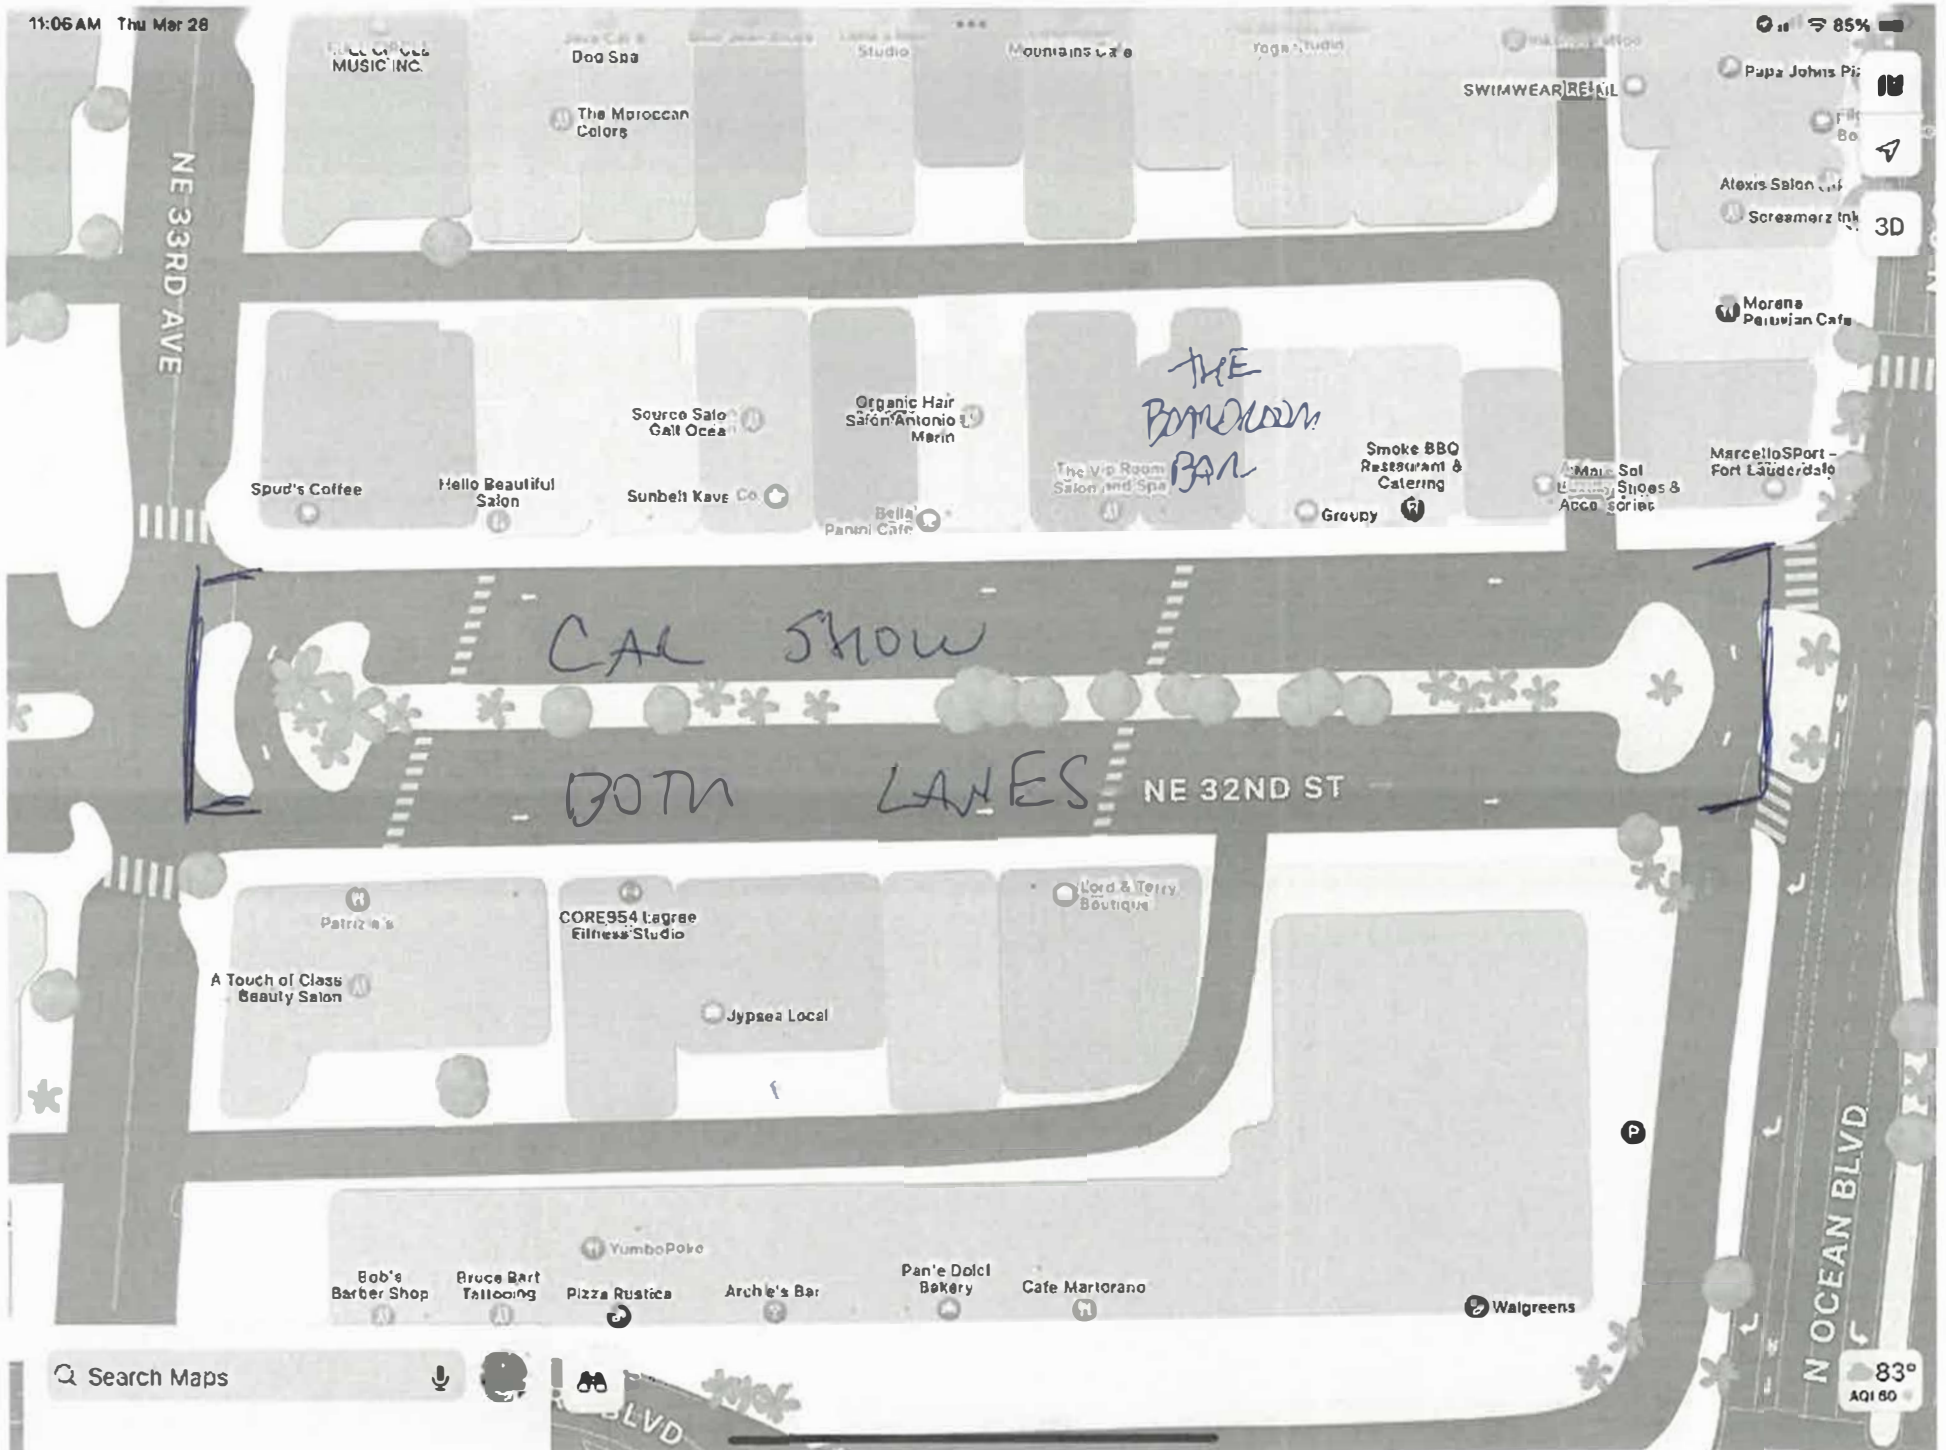 11:06 AM Thu Mar 28
85%
MUSIC INC.
Dog Spa
Studio
SWIMWEAR RETAIL
Papa Johns
The Moroccan
Colors
3D
Alexis Salon
Screamerz Ink
NE 33RD AVE
Morena
Peruvian Cafe
THE
BOARDROOM
BAR
Source Salo
Galt Ocea
Organic Hair
Salon Antonio
Marin
Spud's Coffee
Hello Beautiful
Salon
Sunbelt Kava Co.
Bella
Panini Cafe
The Vip Room
Salon and Spa
Groupy
Smoke BBQ
Restaurant &
Catering
Sol
Shoes &
MarcelloSPort -
Fort Lauderdale
CAR SHOW
BOTH LANES
NE 32ND ST
Patrizia's
CORE954 Lagree
Fitness Studio
Lord & Terry
Boutique
A Touch of Class
Beauty Salon
Jypsea Local
P
YumboPoke
Bob's
Barber Shop
Bruce Bart
Tattooing
Pizza Rustica
Archie's Bar
Pan'e Dolci
Bakery
Cafe Martorano
Walgreens
N OCEAN BLVD
Search Maps
BLVD
83°
AQI 60